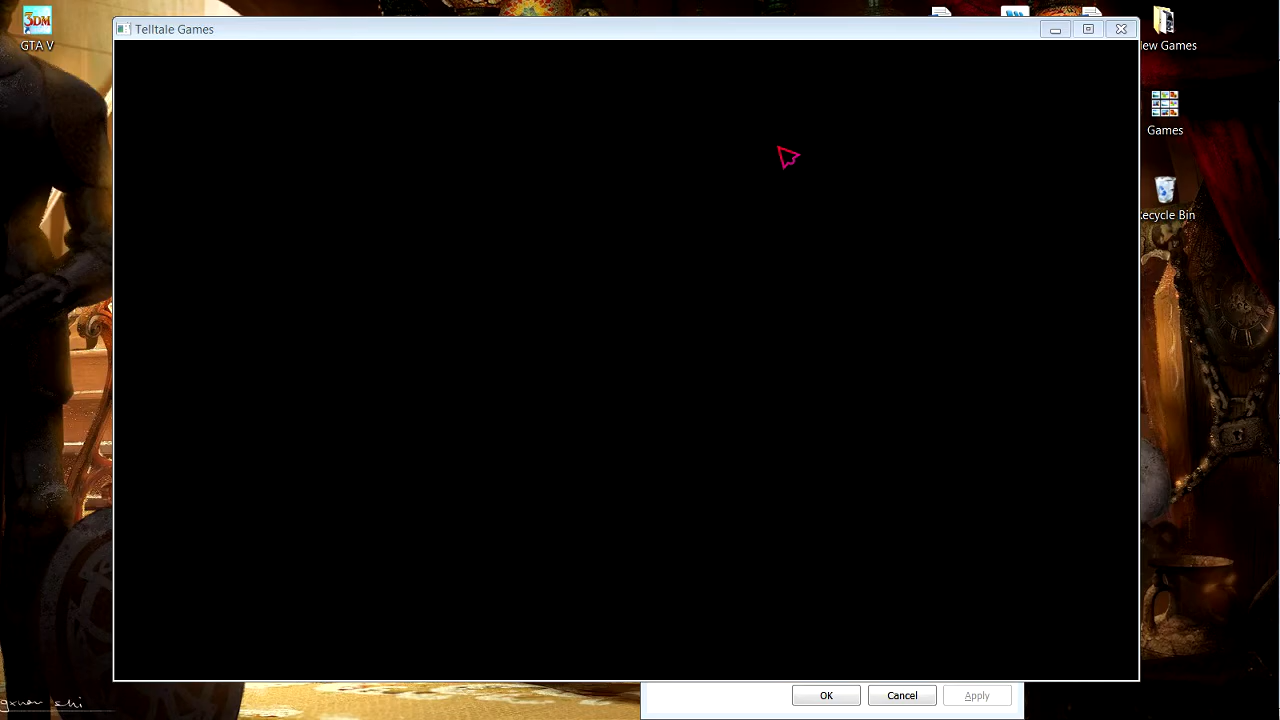 3DM
GTA V
Telltale Games
ew Games
Games
ecycle Bin
OK
Cancel
Apply